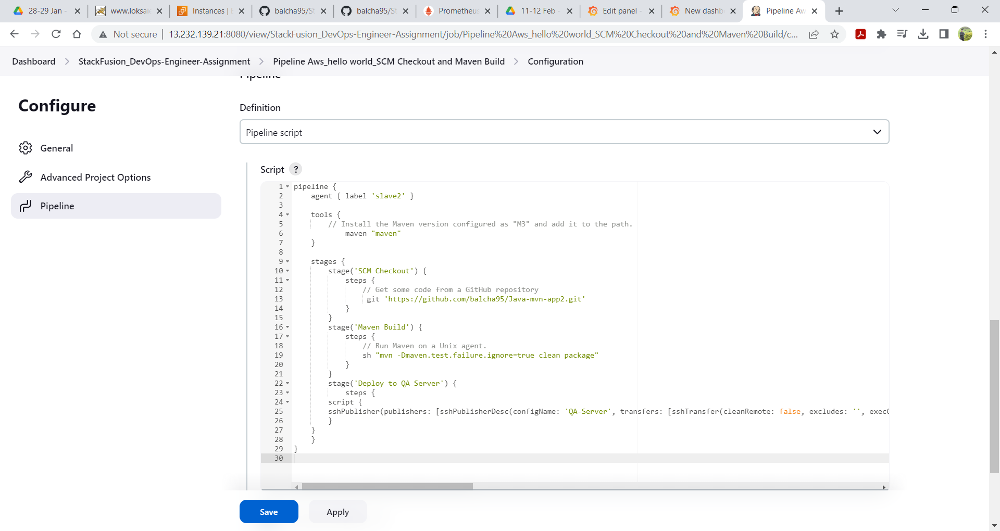 28-29 Jan -
www.loksai
Instances | E
balcha95/St
balcha95/St
Prometheus
11-12 Feb -
Edit panel -
New dashb
Pipeline Aw
Not secure
13.232.139.21:8080/view/StackFusion_DevOps-Engineer-Assignment/job/Pipeline%20Aws_hello%20world_SCM%20Checkout%20and%20Maven%20Build/c...
Dashboard > StackFusion_DevOps-Engineer-Assignment > Pipeline Aws_hello world_SCM Checkout and Maven Build > Configuration
Pipeline
Configure
General
Advanced Project Options
Pipeline
Definition
Pipeline script
Script ?
1 pipeline {
2 agent { label 'slave2' }
3
4 tools {
5 // Install the Maven version configured as "M3" and add it to the path.
6 maven "maven"
7 }
8
9 stages {
10 stage('SCM Checkout') {
11 steps {
12 // Get some code from a GitHub repository
13 git 'https://github.com/balcha95/Java-mvn-app2.git'
14 }
15 }
16 stage('Maven Build') {
17 steps {
18 // Run Maven on a Unix agent.
19 sh "mvn -Dmaven.test.failure.ignore=true clean package"
20 }
21 }
22 stage('Deploy to QA Server') {
23 steps {
24 script {
25 sshPublisher(publishers: [sshPublisherDesc(configName: 'QA-Server', transfers: [sshTransfer(cleanRemote: false, excludes: '', execC
26 }
27 }
28 }
29 }
30
Save
Apply